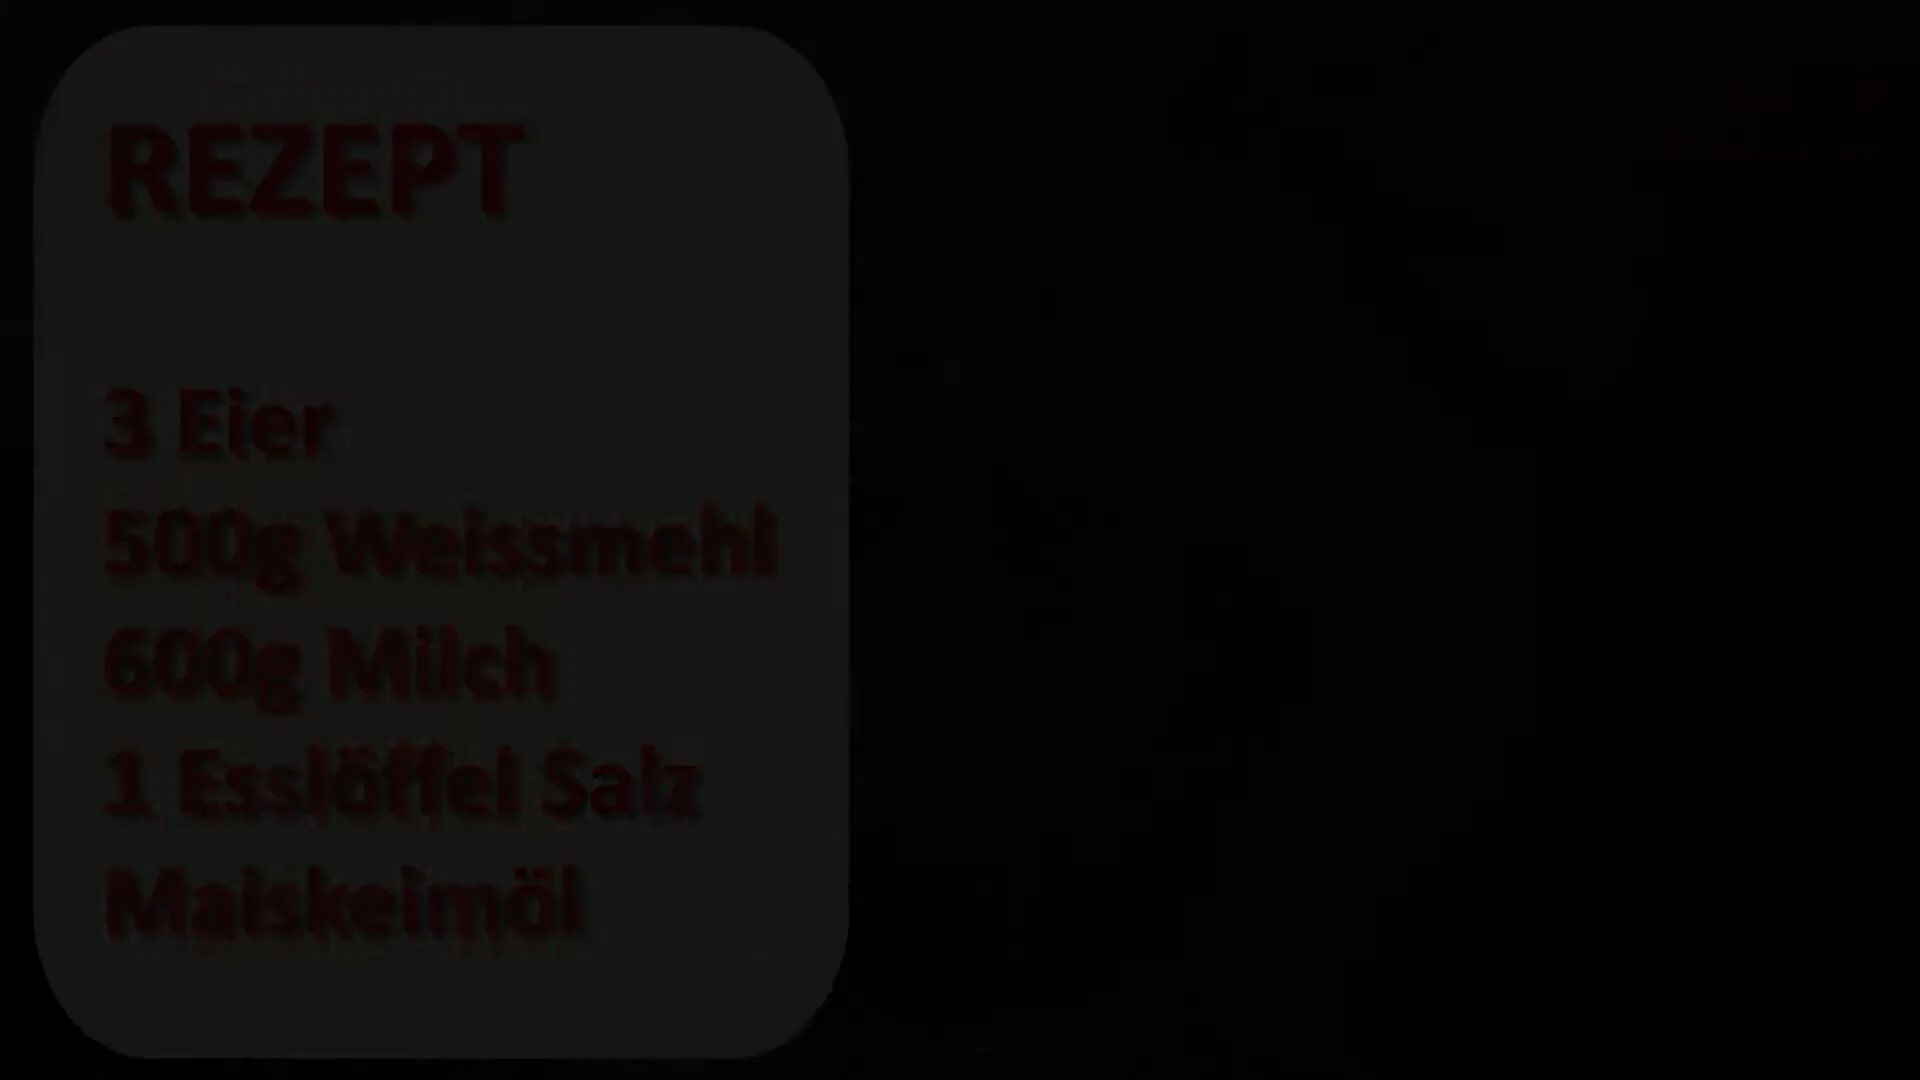 REZEPT
3 Eier
500g Weissmehl
600g Milch
1 Esslöffel Salz
Maiskeimöl